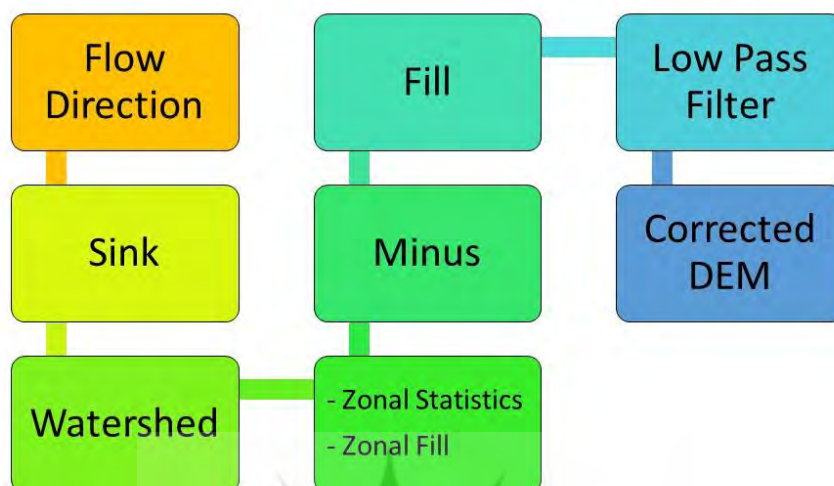 Flow
Direction
Sink
Watershed
- Zonal Statistics
- Zonal Fill
Minus
Fill
Low Pass
Filter
Corrected
DEM